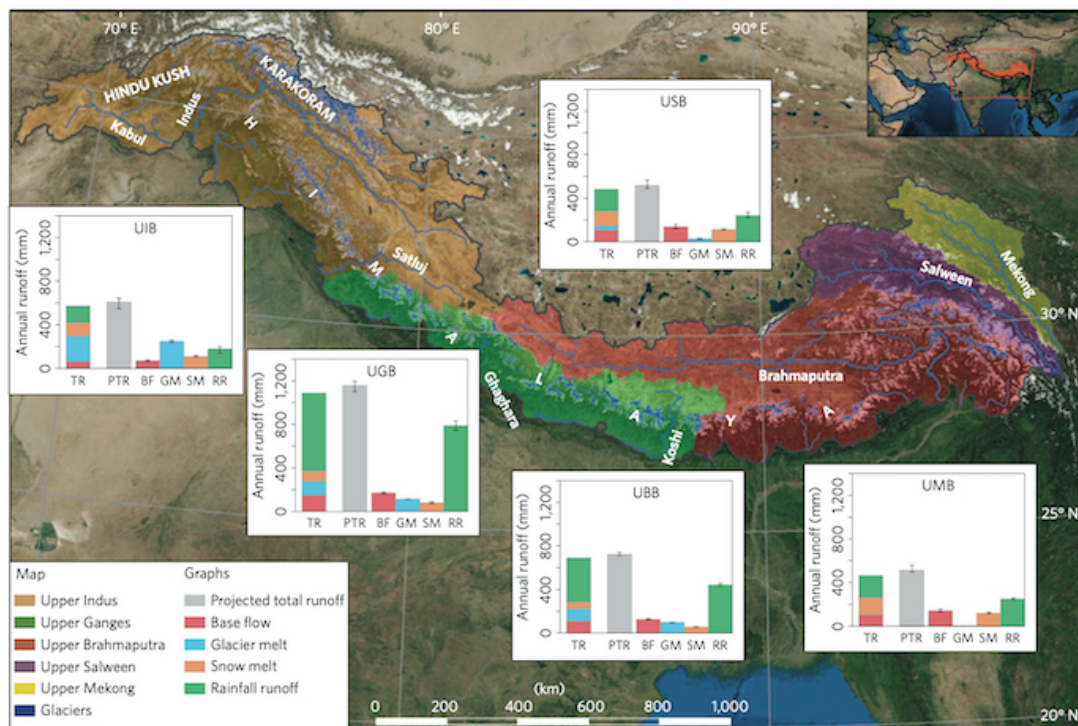 70° E
80° E
90° E
HINDU KUSH
KARAKORAM
Kabul
Indus
H
I
M
A
L
A
Y
A
Satluj
Ghaghara
Koshi
Brahmaputra
Salween
Mekong
30° N
25° N
20° N
USB
Annual runoff (mm)
1,200
800
400
0
TR PTR BF GM SM RR
UIB
Annual runoff (mm)
1,200
800
400
0
TR PTR BF GM SM RR
UGB
Annual runoff (mm)
1,200
800
400
0
TR PTR BF GM SM RR
UBB
Annual runoff (mm)
1,200
800
400
0
TR PTR BF GM SM RR
UMB
Annual runoff (mm)
1,200
800
400
0
TR PTR BF GM SM RR
Map
Upper Indus
Upper Ganges
Upper Brahmaputra
Upper Salween
Upper Mekong
Glaciers
Graphs
Projected total runoff
Base flow
Glacier melt
Snow melt
Rainfall runoff
(km)
0 200 400 600 800 1,000